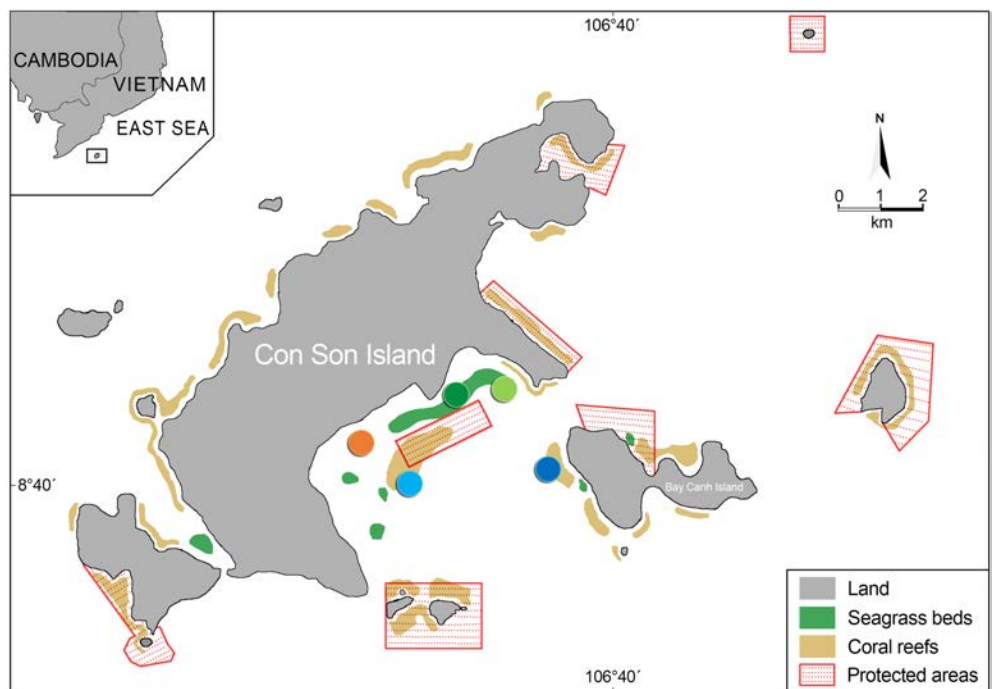 106°40'
CAMBODIA
VIETNAM
EAST SEA
N
0 1 2
km
Con Son Island
8°40'
Bay Canh Island
Land
Seagrass beds
Coral reefs
Protected areas
106°40'